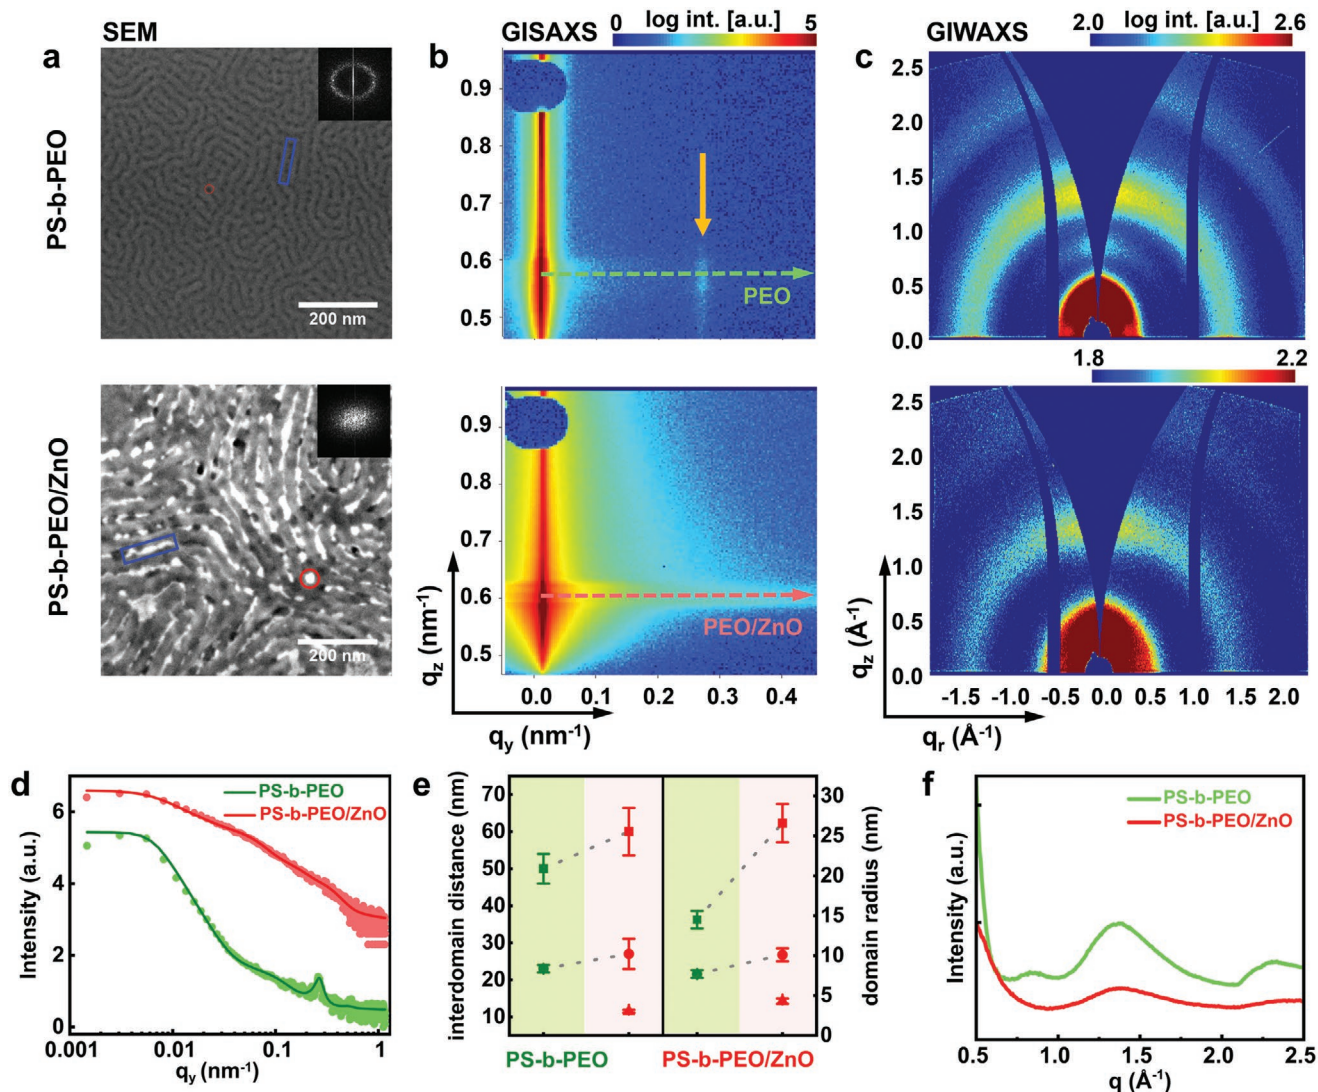 SEM
GISAXS
0 log int. [a.u.] 5
GIWAXS
2.0 log int. [a.u.] 2.6
a
b
c
PS-b-PEO
200 nm
0.9
0.8
0.7
0.6
0.5
PEO
2.5
2.0
1.5
1.0
0.5
0.0
1.8 2.2
PS-b-PEO/ZnO
200 nm
0.9
0.8
0.7
0.6
0.5
PEO/ZnO
qz (nm-1)
0.0 0.1 0.2 0.3 0.4
qy (nm-1)
2.5
2.0
1.5
1.0
0.5
0.0
qz (Å-1)
-1.5 -1.0 -0.5 0.0 0.5 1.0 1.5 2.0
qr (Å-1)
d
PS-b-PEO
PS-b-PEO/ZnO
Intensity (a.u.)
6
4
2
0
0.001 0.01 0.1 1
qy (nm-1)
e
interdomain distance (nm)
70
60
50
40
30
20
10
30
25
20
15
10
5
0
domain radius (nm)
PS-b-PEO PS-b-PEO/ZnO
f
PS-b-PEO
PS-b-PEO/ZnO
Intensity (a.u.)
0.5 1.0 1.5 2.0 2.5
q (Å-1)